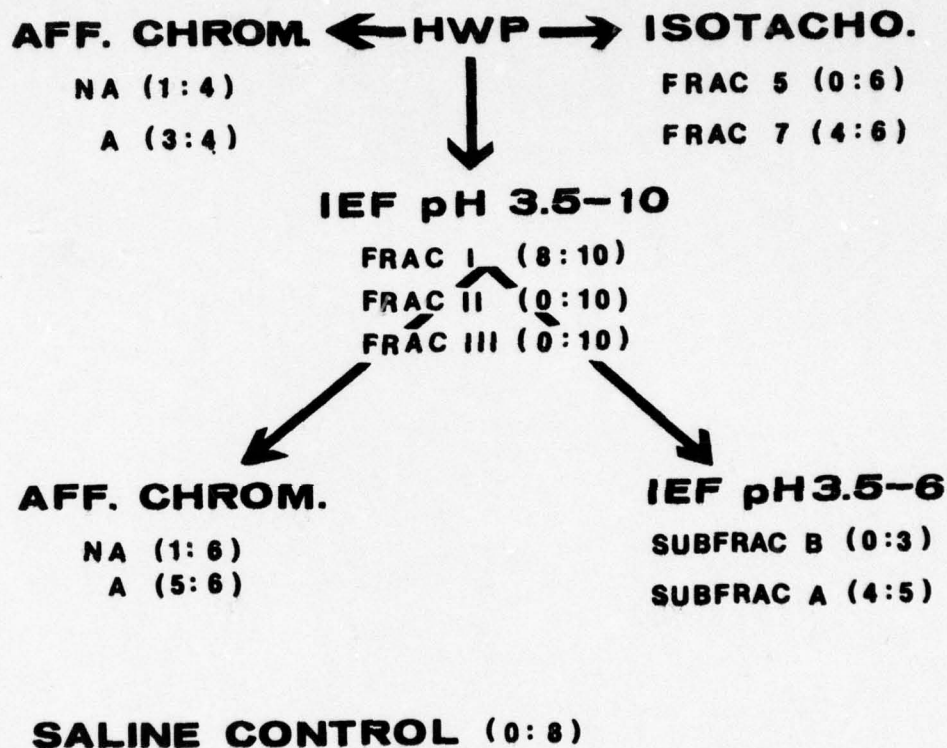 AFF. CHROM. HWP ISOTACHO.
NA (1:4) FRAC 5 (0:6)
A (3:4) FRAC 7 (4:6)
IEF pH 3.5-10
FRAC I (8:10)
FRAC II (0:10)
FRAC III (0:10)
AFF. CHROM. IEF pH 3.5-6
NA (1:6) SUBFRAC B (0:3)
A (5:6) SUBFRAC A (4:5)
SALINE CONTROL (0:8)